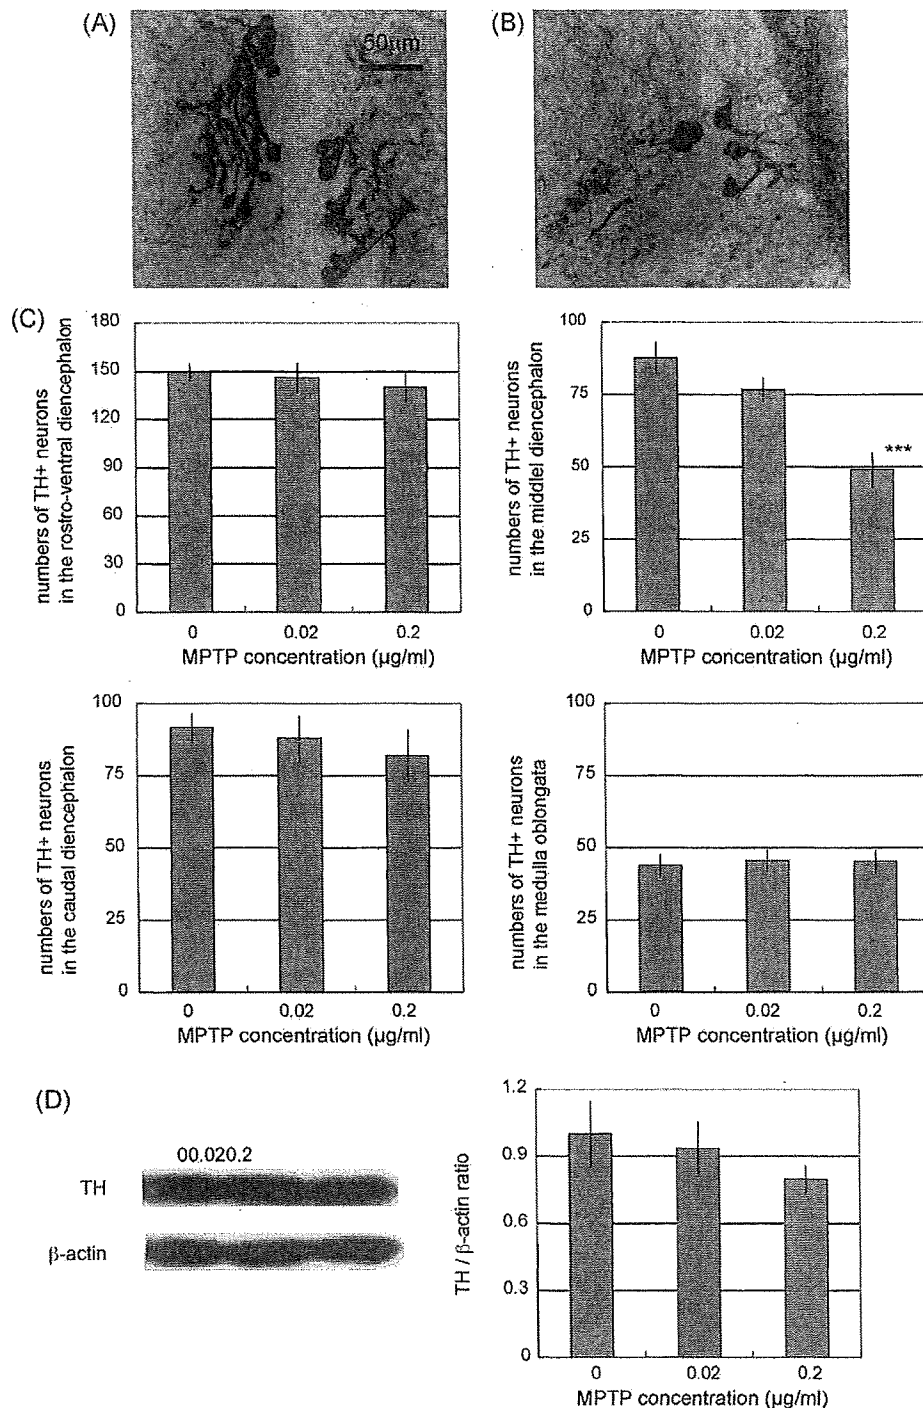 (A)
50µm
(B)
(C)
numbers of TH+ neurons
in the rostro-ventral diencephalon
180
150
120
90
60
30
0
0 0.02 0.2
MPTP concentration (µg/ml)
numbers of TH+ neurons
in the middlel diencephalon
100
75
50
25
0
***
0 0.02 0.2
MPTP concentration (µg/ml)
numbers of TH+ neurons
in the caudal diencephalon
100
75
50
25
0
0 0.02 0.2
MPTP concentration (µg/ml)
numbers of TH+ neurons
in the medulla oblongata
100
75
50
25
0
0 0.02 0.2
MPTP concentration (µg/ml)
(D)
00.020.2
TH
β-actin
TH / β-actin ratio
1.2
0.9
0.6
0.3
0
0 0.02 0.2
MPTP concentration (µg/ml)